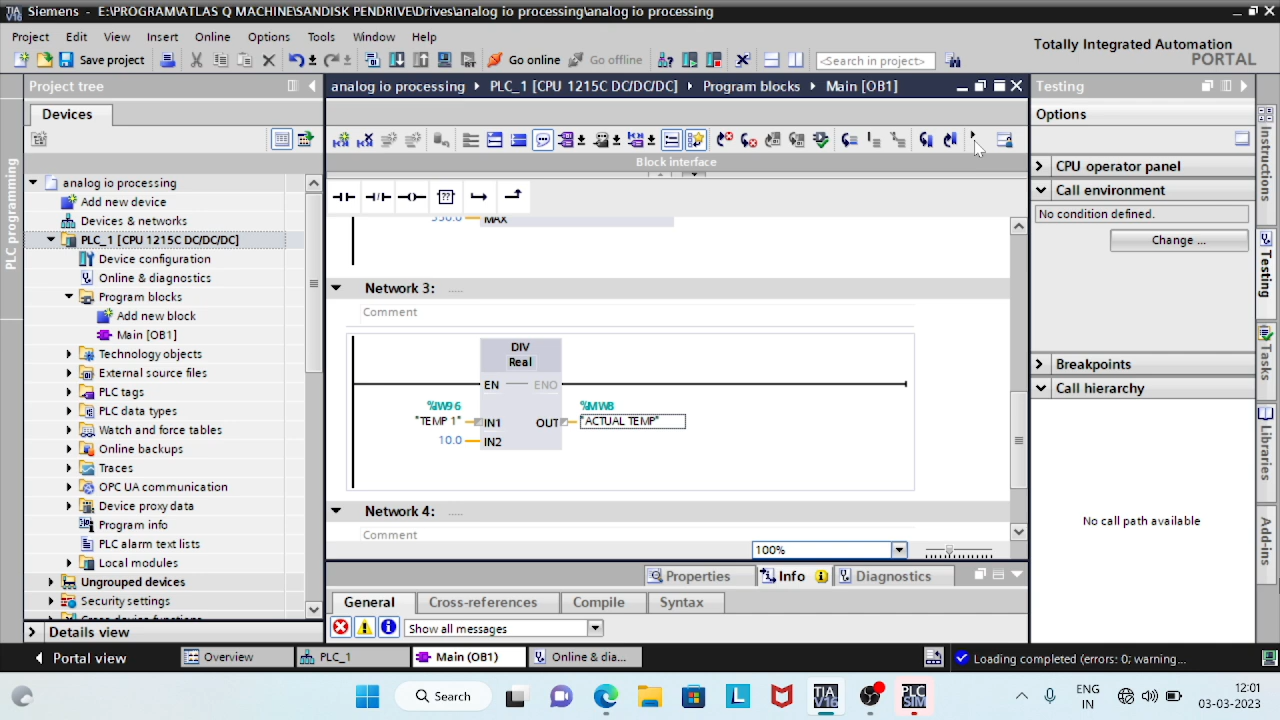 Siemens - E:\PROGRAM\ATLAS Q MACHINE\SANDISK PENDRIVE\Drives\analog io processing\analog io processing
Project Edit View Insert Online Options Tools Window Help
Totally Integrated Automation
PORTAL
Save project
Go online
Go offline
<Search in project>
Project tree
analog io processing PLC_1 [CPU 1215C DC/DC/DC] Program blocks Main [OB1]
Testing
Devices
Options
Block interface
CPU operator panel
Call environment
No condition defined.
Change ...
Breakpoints
Call hierarchy
No call path available
PLC programming
analog io processing
Add new device
Devices & networks
PLC_1 [CPU 1215C DC/DC/DC]
Device configuration
Online & diagnostics
Program blocks
Add new block
Main [OB1]
Technology objects
External source files
PLC tags
PLC data types
Watch and force tables
Online backups
Traces
OPC UA communication
Device proxy data
Program info
PLC alarm text lists
Local modules
Ungrouped devices
Security settings
Cross-device functions
Details view
MAX
Network 3: .....
Comment
DIV
Real
EN ENO
%IW96
"TEMP 1" IN1
10.0 IN2
%MW8
OUT "ACTUAL TEMP"
Network 4: .....
Comment
100%
Properties Info Diagnostics
General Cross-references Compile Syntax
Show all messages
Instructions
Testing
Tasks
Libraries
Add-ins
Portal view
Overview
PLC_1
Main (OB1)
Online & dia...
Loading completed (errors: 0; warning...
Search
ENG
IN
12:01
03-03-2023